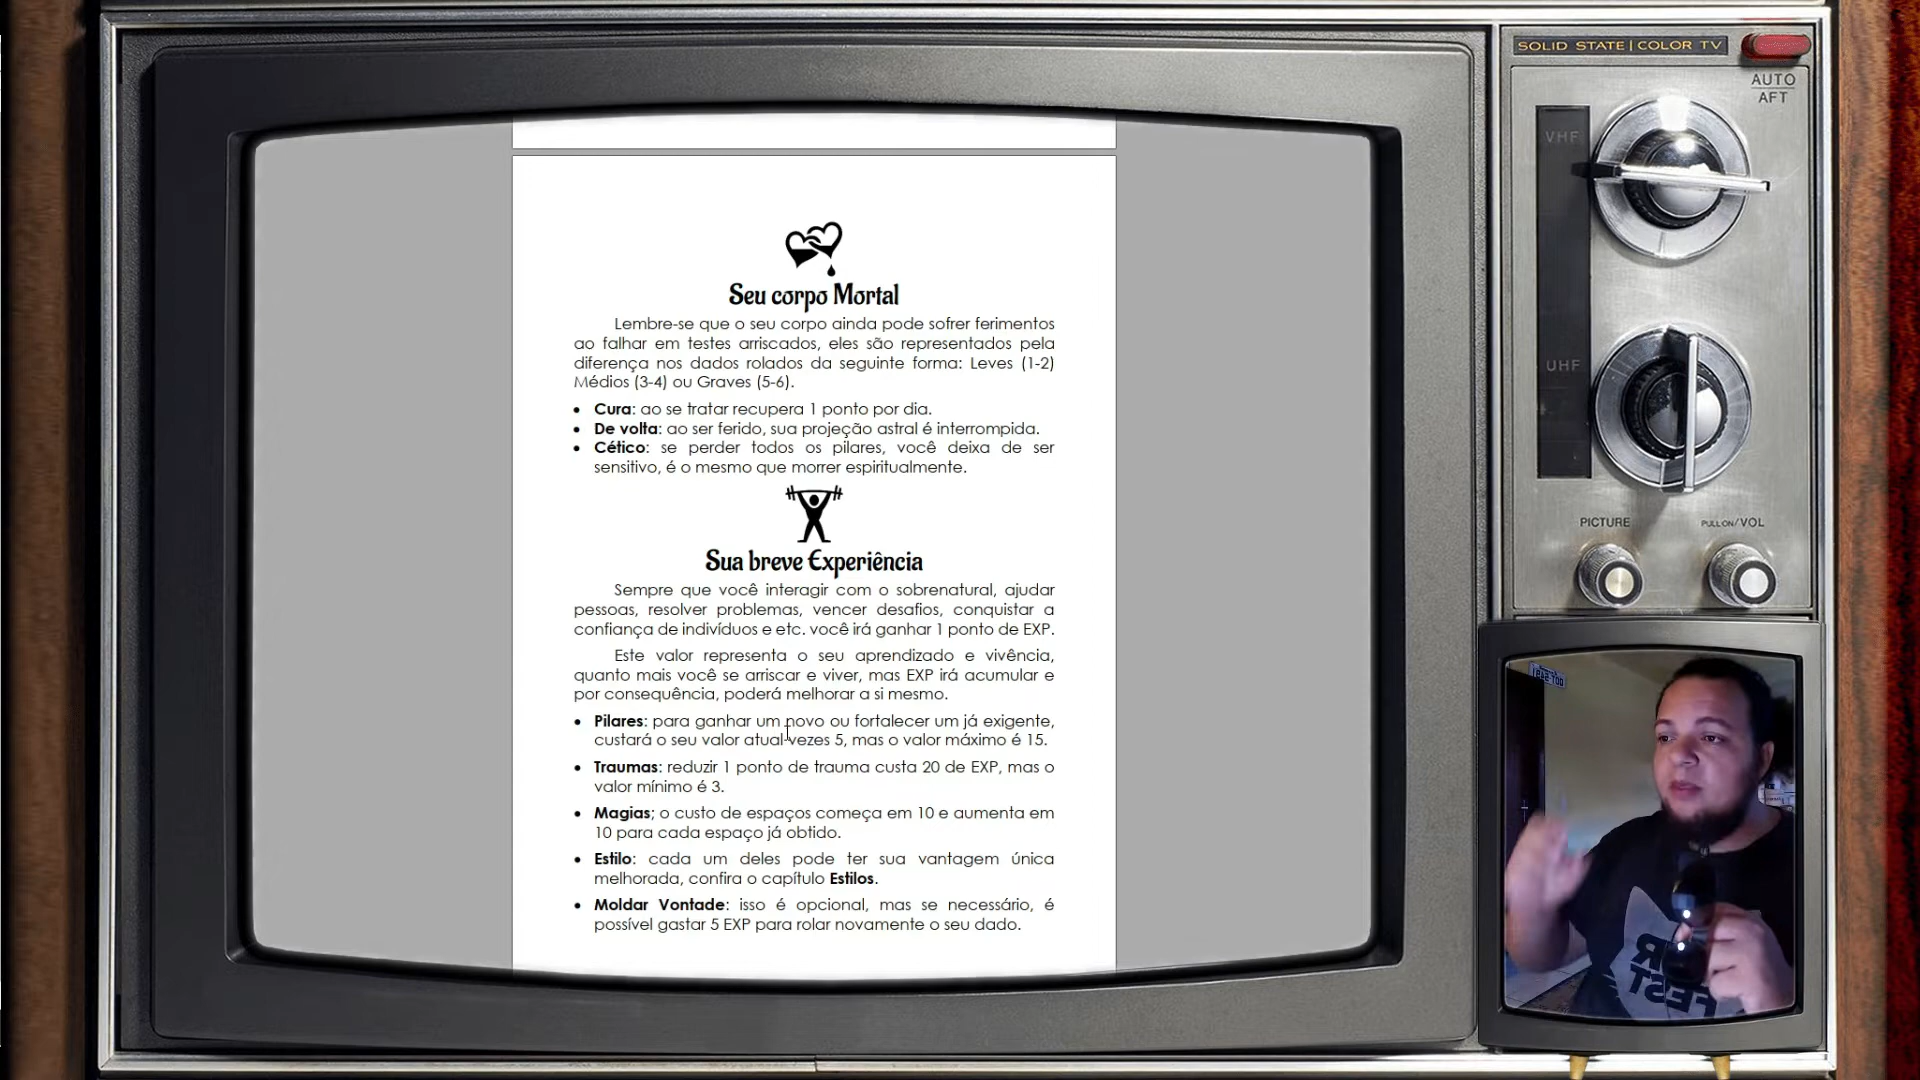 SOLID STATE | COLOR TV
AUTO
AFT
VHF
UHF
PICTURE
PULL ON/VOL
Seu corpo Mortal
Lembre-se que o seu corpo ainda pode sofrer ferimentos
ao falhar em testes arriscados, eles são representados pela
diferença nos dados rolados da seguinte forma: Leves (1-2)
Médios (3-4) ou Graves (5-6).
• Cura: ao se tratar recupera 1 ponto por dia.
• De volta: ao ser ferido, sua projeção astral é interrompida.
• Cético: se perder todos os pilares, você deixa de ser
sensitivo, é o mesmo que morrer espiritualmente.
Sua breve Experiência
Sempre que você interagir com o sobrenatural, ajudar
pessoas, resolver problemas, vencer desafios, conquistar a
confiança de indivíduos e etc. você irá ganhar 1 ponto de EXP.
Este valor representa o seu aprendizado e vivência,
quanto mais você se arriscar e viver, mas EXP irá acumular e
por consequência, poderá melhorar a si mesmo.
• Pilares: para ganhar um novo ou fortalecer um já exigente,
custará o seu valor atual vezes 5, mas o valor máximo é 15.
• Traumas: reduzir 1 ponto de trauma custa 20 de EXP, mas o
valor mínimo é 3.
• Magias; o custo de espaços começa em 10 e aumenta em
10 para cada espaço já obtido.
• Estilo: cada um deles pode ter sua vantagem única
melhorada, confira o capítulo Estilos.
• Moldar Vontade: isso é opcional, mas se necessário, é
possível gastar 5 EXP para rolar novamente o seu dado.